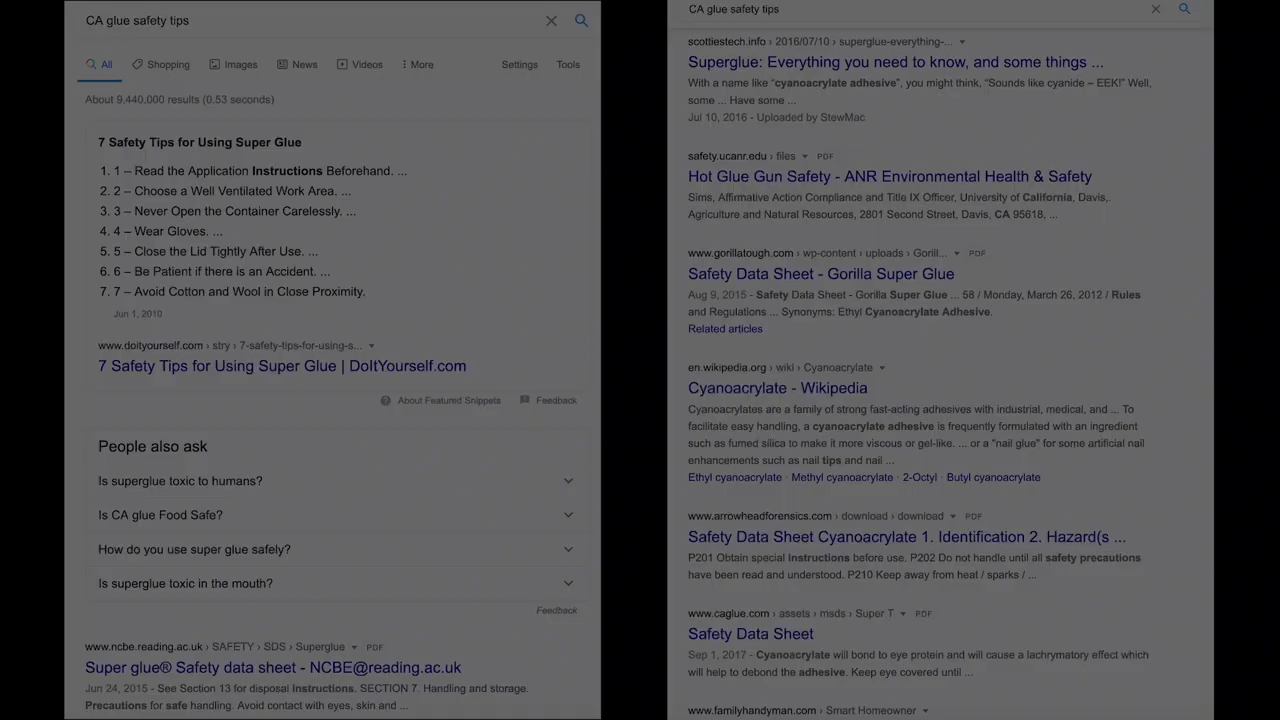 CA glue safety tips
All
Shopping
Images
News
Videos
More
Settings
Tools
About 9,440,000 results (0.53 seconds)
7 Safety Tips for Using Super Glue
1. 1 – Read the Application Instructions Beforehand. ...
2. 2 – Choose a Well Ventilated Work Area. ...
3. 3 – Never Open the Container Carelessly. ...
4. 4 – Wear Gloves. ...
5. 5 – Close the Lid Tightly After Use. ...
6. 6 – Be Patient if there is an Accident. ...
7. 7 – Avoid Cotton and Wool in Close Proximity.
Jun 1, 2010
www.doityourself.com › stry › 7-safety-tips-for-using-s...
7 Safety Tips for Using Super Glue | DoItYourself.com
About Featured Snippets
Feedback
People also ask
Is superglue toxic to humans?
Is CA glue Food Safe?
How do you use super glue safely?
Is superglue toxic in the mouth?
Feedback
www.ncbe.reading.ac.uk › SAFETY › SDS › Superglue PDF
Super glue® Safety data sheet - NCBE@reading.ac.uk
Jun 24, 2015 - See Section 13 for disposal Instructions. SECTION 7. Handling and storage.
Precautions for safe handling. Avoid contact with eyes, skin and ...
CA glue safety tips
scottiestech.info › 2016/07/10 › superglue-everything-...
Superglue: Everything you need to know, and some things ...
With a name like “cyanoacrylate adhesive”, you might think, “Sounds like cyanide – EEK!” Well,
some ... Have some ...
Jul 10, 2016 - Uploaded by StewMac
safety.ucanr.edu › files PDF
Hot Glue Gun Safety - ANR Environmental Health & Safety
Sims, Affirmative Action Compliance and Title IX Officer, University of California, Davis,.
Agriculture and Natural Resources, 2801 Second Street, Davis, CA 95618, ...
www.gorillatough.com › wp-content › uploads › Gorill... PDF
Safety Data Sheet - Gorilla Super Glue
Aug 9, 2015 - Safety Data Sheet - Gorilla Super Glue ... 58 / Monday, March 26, 2012 / Rules
and Regulations ... Synonyms: Ethyl Cyanoacrylate Adhesive.
Related articles
en.wikipedia.org › wiki › Cyanoacrylate
Cyanoacrylate - Wikipedia
Cyanoacrylates are a family of strong fast-acting adhesives with industrial, medical, and ... To
facilitate easy handling, a cyanoacrylate adhesive is frequently formulated with an ingredient
such as fumed silica to make it more viscous or gel-like. ... or a "nail glue" for some artificial nail
enhancements such as nail tips and nail ...
Ethyl cyanoacrylate · Methyl cyanoacrylate · 2-Octyl · Butyl cyanoacrylate
www.arrowheadforensics.com › download › download PDF
Safety Data Sheet Cyanoacrylate 1. Identification 2. Hazard(s ...
P201 Obtain special instructions before use. P202 Do not handle until all safety precautions
have been read and understood. P210 Keep away from heat / sparks / ...
www.caglue.com › assets › msds › Super T PDF
Safety Data Sheet
Sep 1, 2017 - Cyanoacrylate will bond to eye protein and will cause a lachrymatory effect which
will help to debond the adhesive. Keep eye covered until ...
www.familyhandyman.com › Smart Homeowner